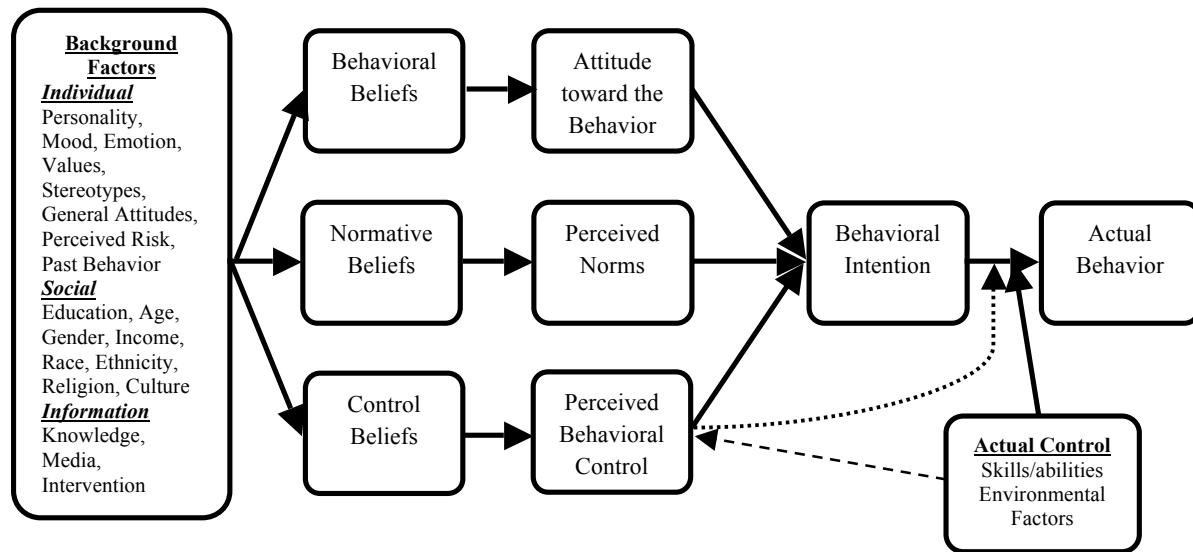 Background
Factors
Individual
Personality,
Mood, Emotion,
Values,
Stereotypes,
General Attitudes,
Perceived Risk,
Past Behavior
Social
Education, Age,
Gender, Income,
Race, Ethnicity,
Religion, Culture
Information
Knowledge,
Media,
Intervention
Behavioral
Beliefs
Attitude
toward the
Behavior
Normative
Beliefs
Perceived
Norms
Behavioral
Intention
Actual
Behavior
Control
Beliefs
Perceived
Behavioral
Control
Actual Control
Skills/abilities
Environmental
Factors